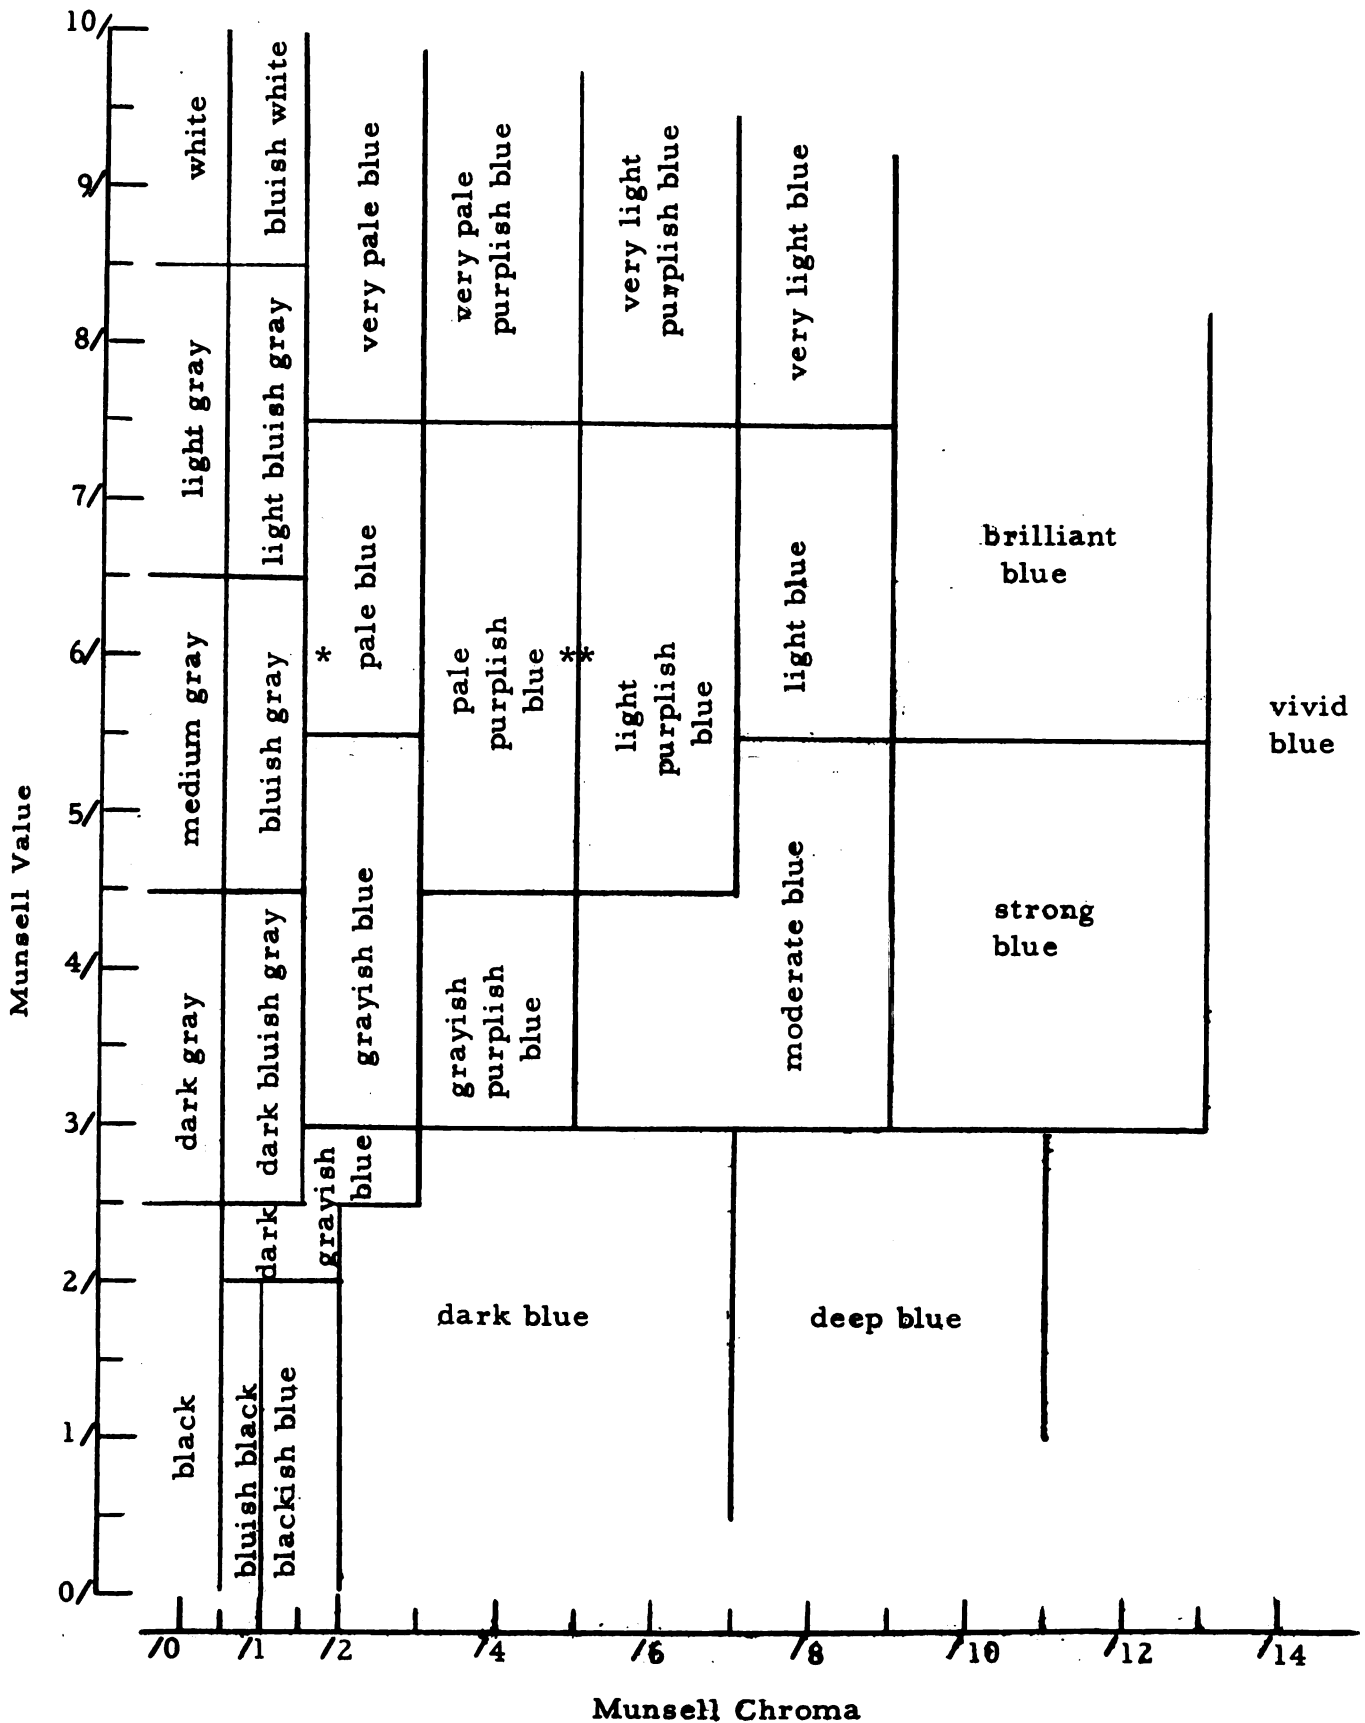 10/
9/
8/
7/
6/
5/
4/
3/
2/
1/
0/
Munsell Value
white
bluish white
very pale blue
very pale
purplish blue
very light
purplish blue
very light blue
light gray
light bluish gray
pale blue
*
pale
purplish
blue
**
light
purplish
blue
light blue
brilliant
blue
vivid
blue
medium gray
bluish gray
grayish blue
grayish
purplish
blue
moderate blue
strong
blue
dark gray
dark bluish gray
dark grayish
blue
black
bluish black
blackish blue
dark blue
deep blue
/0 /1 /2 /4 /6 /8 /10 /12 /14
Munsell Chroma